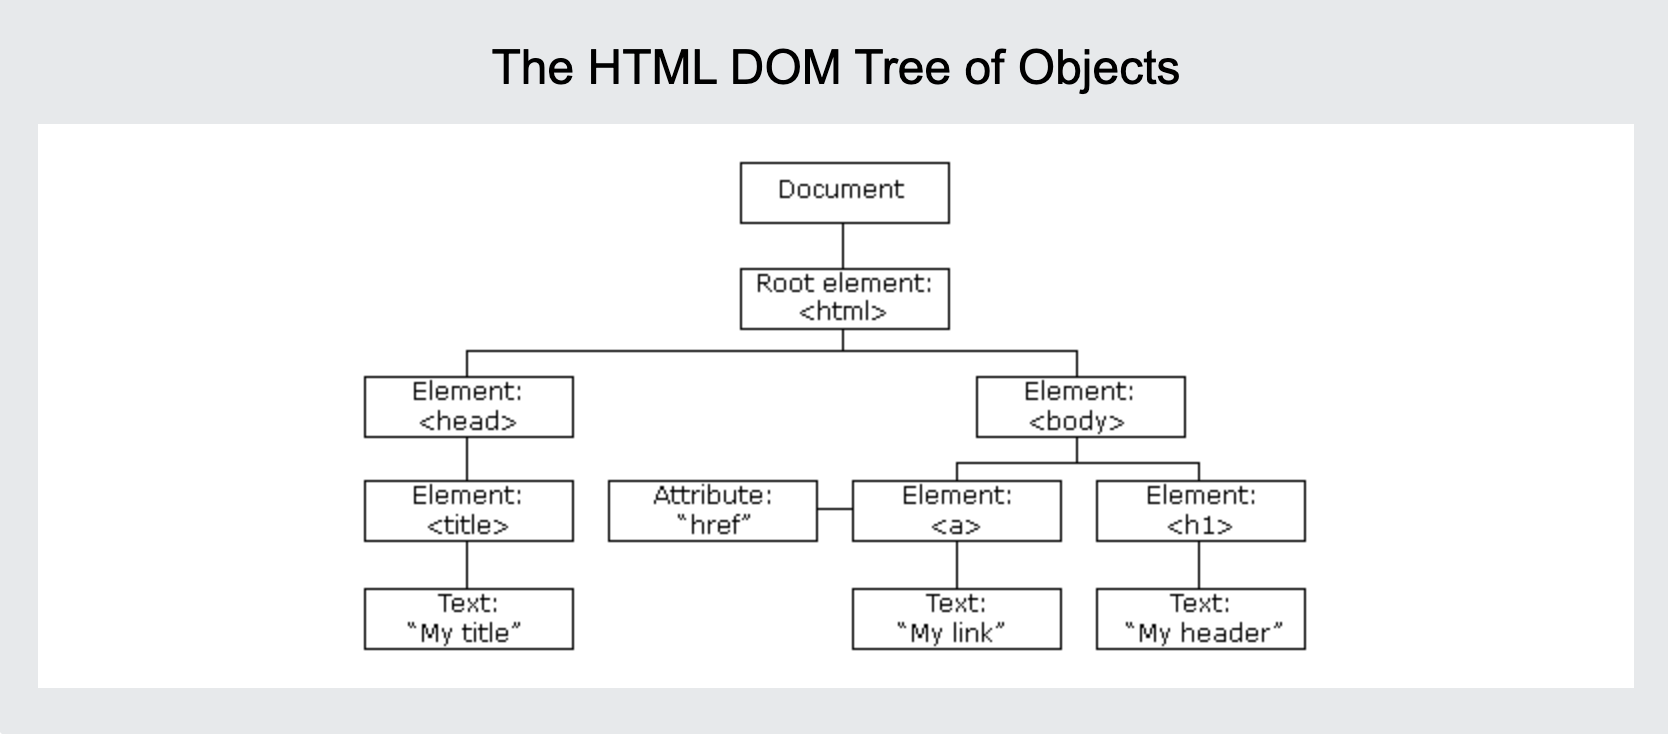 The HTML DOM Tree of Objects
Document
Root element:
<html>
Element:
<head>
Element:
<body>
Element:
<title>
Attribute:
“href”
Element:
<a>
Element:
<h1>
Text:
“My title”
Text:
“My link”
Text:
“My header”